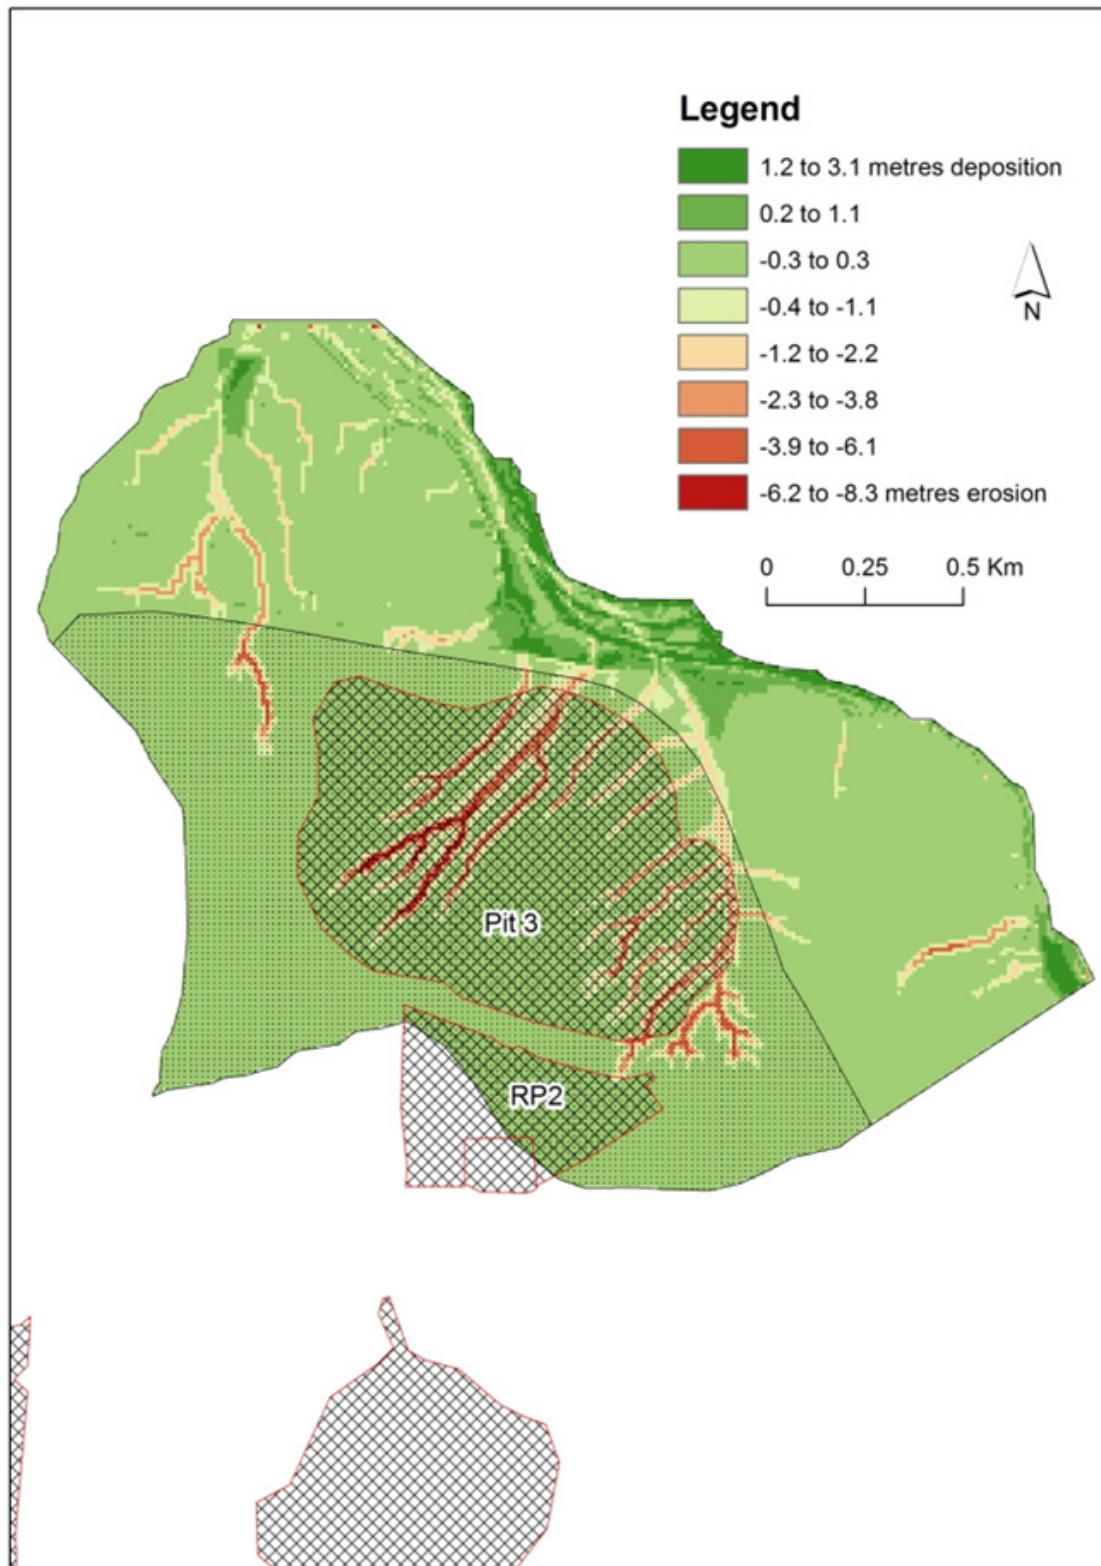 Legend
1.2 to 3.1 metres deposition
0.2 to 1.1
-0.3 to 0.3
-0.4 to -1.1
-1.2 to -2.2
-2.3 to -3.8
-3.9 to -6.1
-6.2 to -8.3 metres erosion
N
0 0.25 0.5 Km
Pit 3
RP2